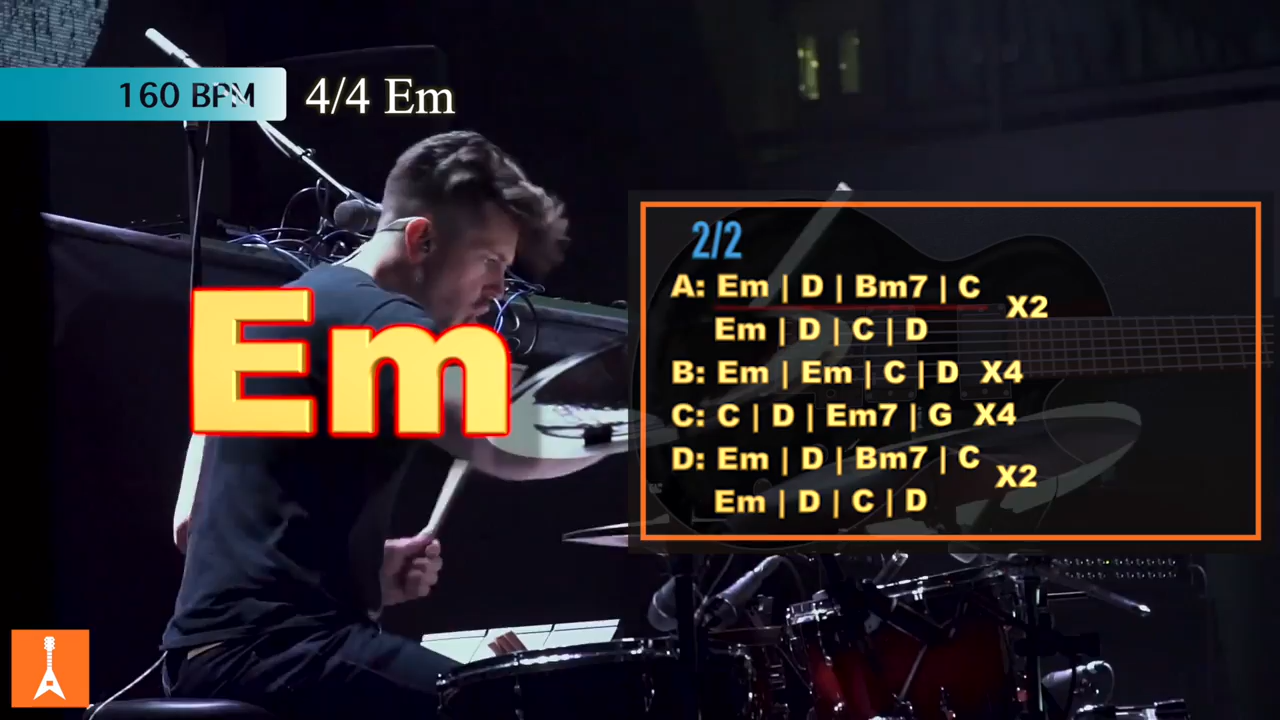 160 BPM
4/4 Em
Em
2/2
A: Em | D | Bm7 | C
X2
Em | D | C | D
B: Em | Em | C | D X4
C: C | D | Em7 | G X4
D: Em | D | Bm7 | C
X2
Em | D | C | D